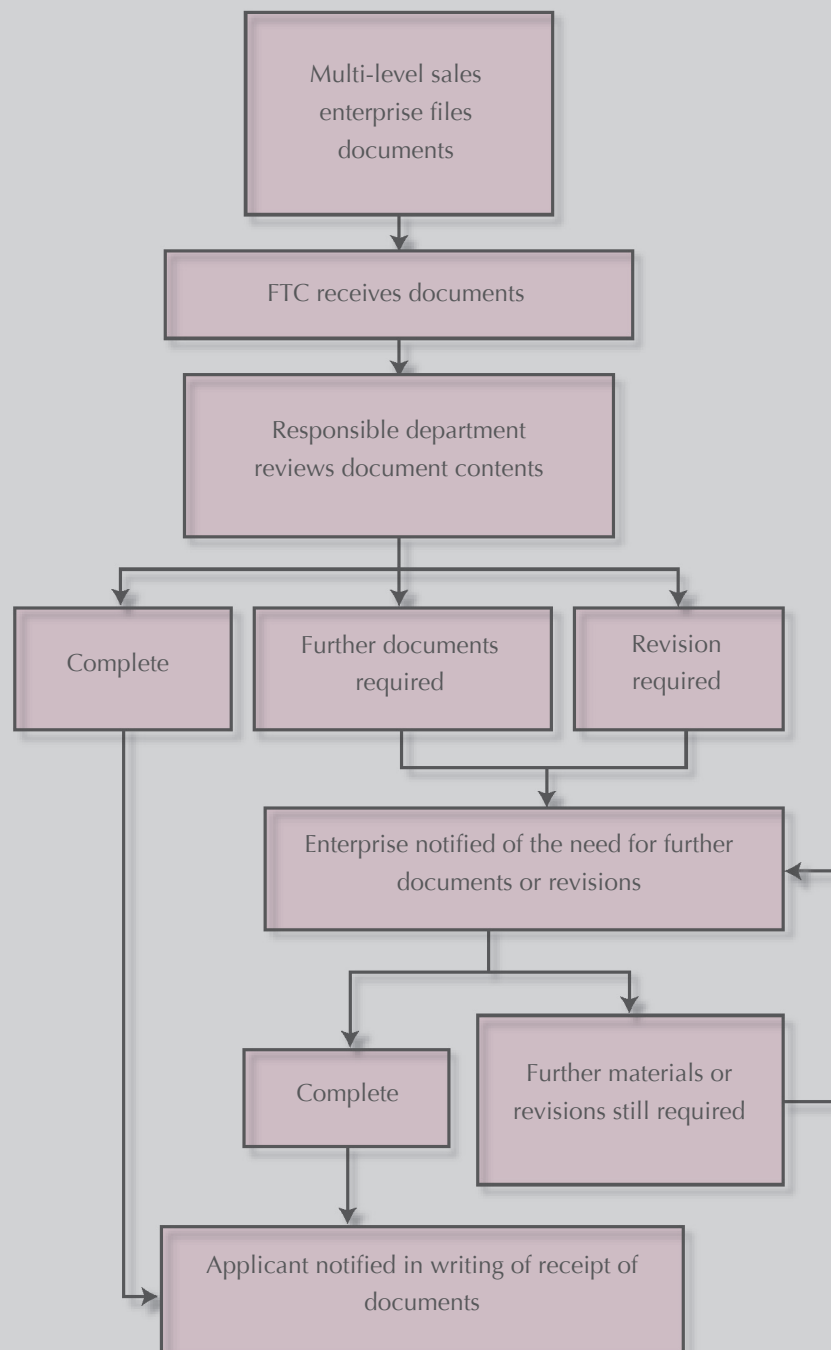 Multi-level sales
enterprise files
documents
FTC receives documents
Responsible department
reviews document contents
Complete
Further documents
required
Revision
required
Enterprise notified of the need for further
documents or revisions
Complete
Further materials or
revisions still required
Applicant notified in writing of receipt of
documents